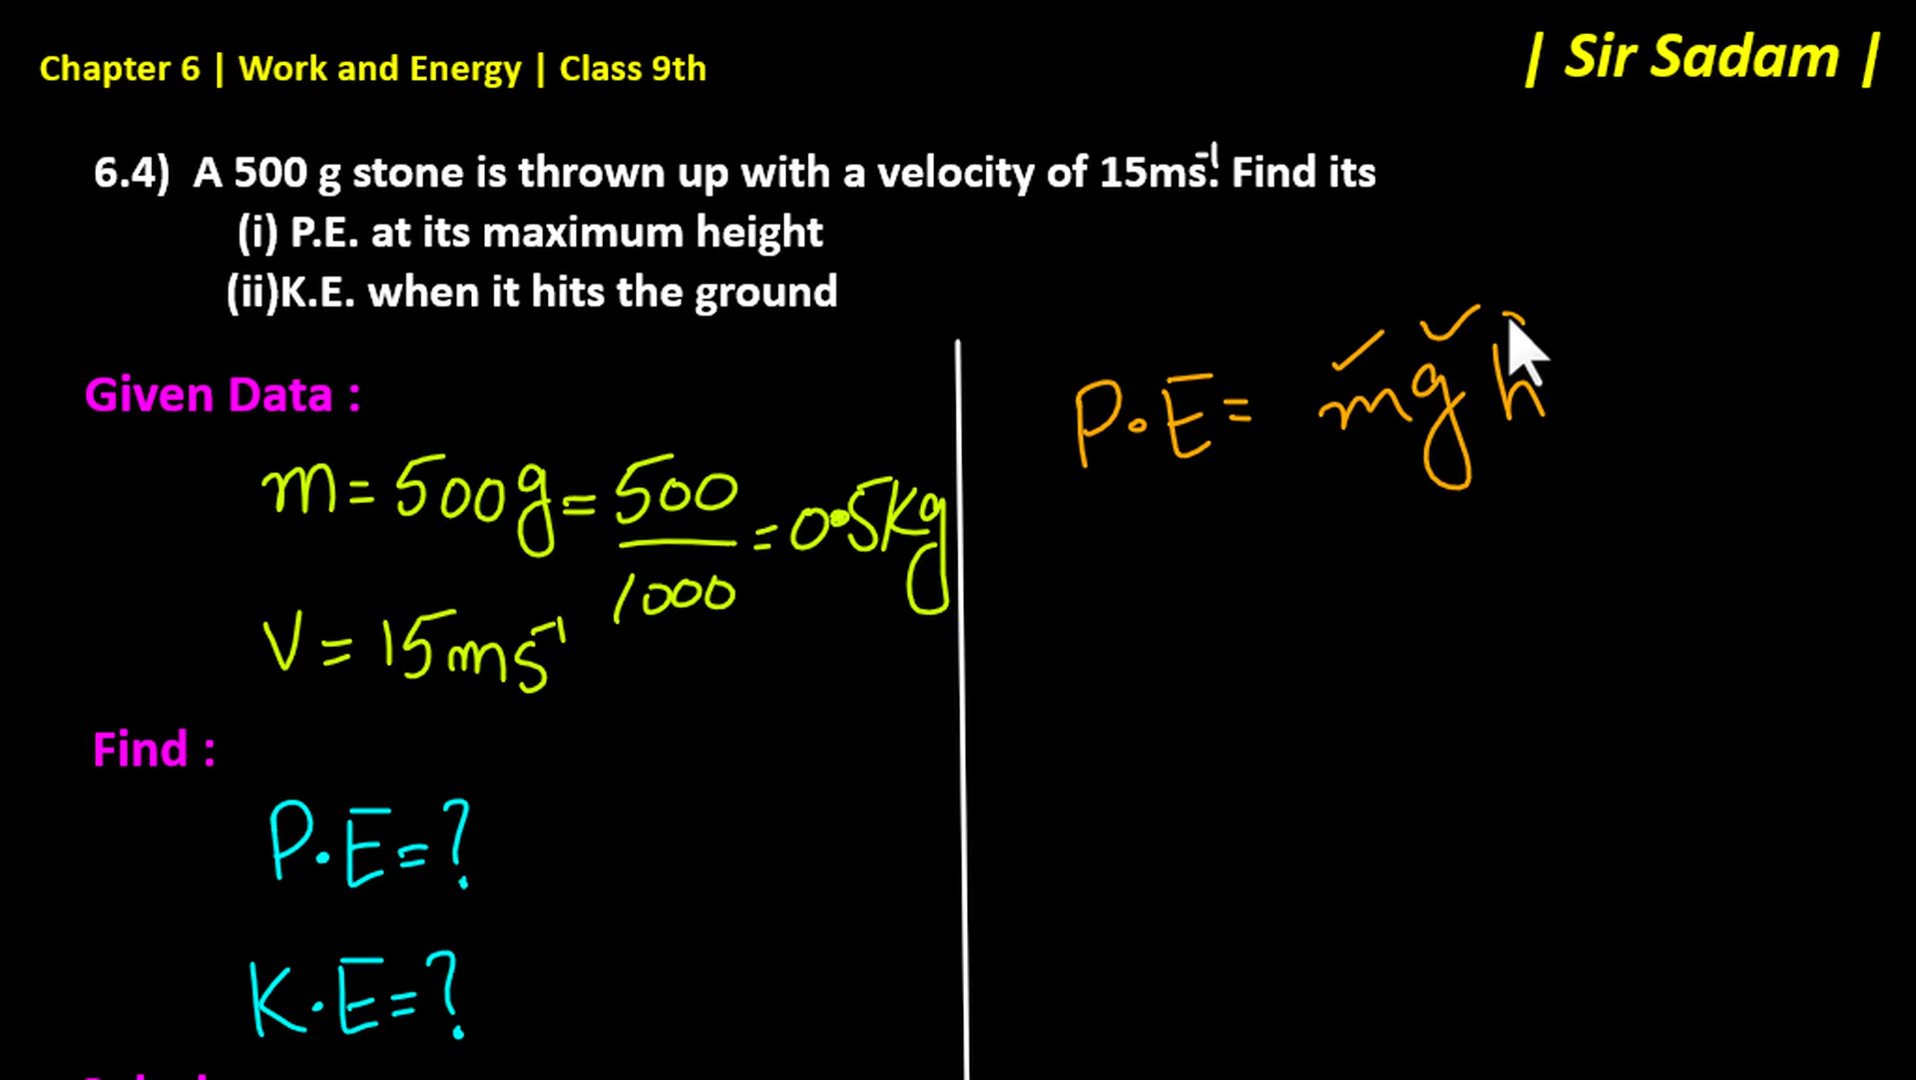 Chapter 6 | Work and Energy | Class 9th
| Sir Sadam |
6.4) A 500 g stone is thrown up with a velocity of 15ms⁻¹. Find its
(i) P.E. at its maximum height
(ii)K.E. when it hits the ground
Given Data :
m = 500g = 500/1000 = 0.5kg
V = 15ms⁻¹
Find :
P.E = ?
K.E = ?
P.E = mgh